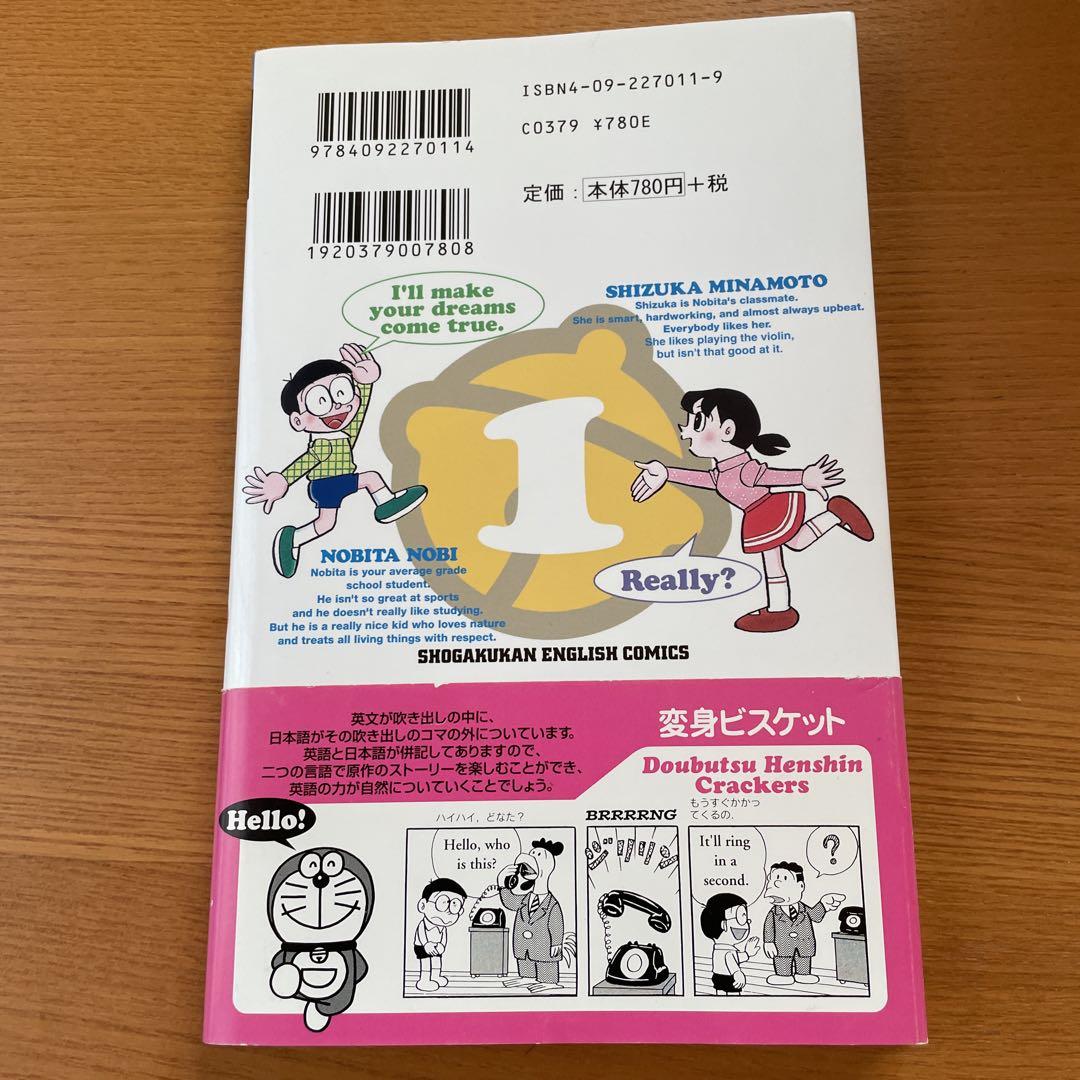 ISBN4-09-227011-9
C0379 ¥780E
9784092270114
定価：本体780円＋税
1920379007808
I'll make
your dreams
come true.
SHIZUKA MINAMOTO
Shizuka is Nobita's classmate.
She is smart, hardworking, and almost always upbeat.
Everybody likes her.
She likes playing the violin,
but isn't that good at it.
1
NOBITA NOBI
Nobita is your average grade
school student.
He isn't so great at sports
and he doesn't really like studying.
But he is a really nice kid who loves nature
and treats all living things with respect.
Really?
SHOGAKUKAN ENGLISH COMICS
英文が吹き出しの中に、
日本語がその吹き出しのコマの外についています。
英語と日本語が併記してありますので、
二つの言語で原作のストーリーを楽しむことができ、
英語の力が自然についていくことでしょう。
変身ビスケット
Doubutsu Henshin
Crackers
Hello!
ハイハイ，どなた？
Hello, who
is this?
BRRRRNG
もうすぐかかっ
てくるの．
It'll ring
in a
second.
?